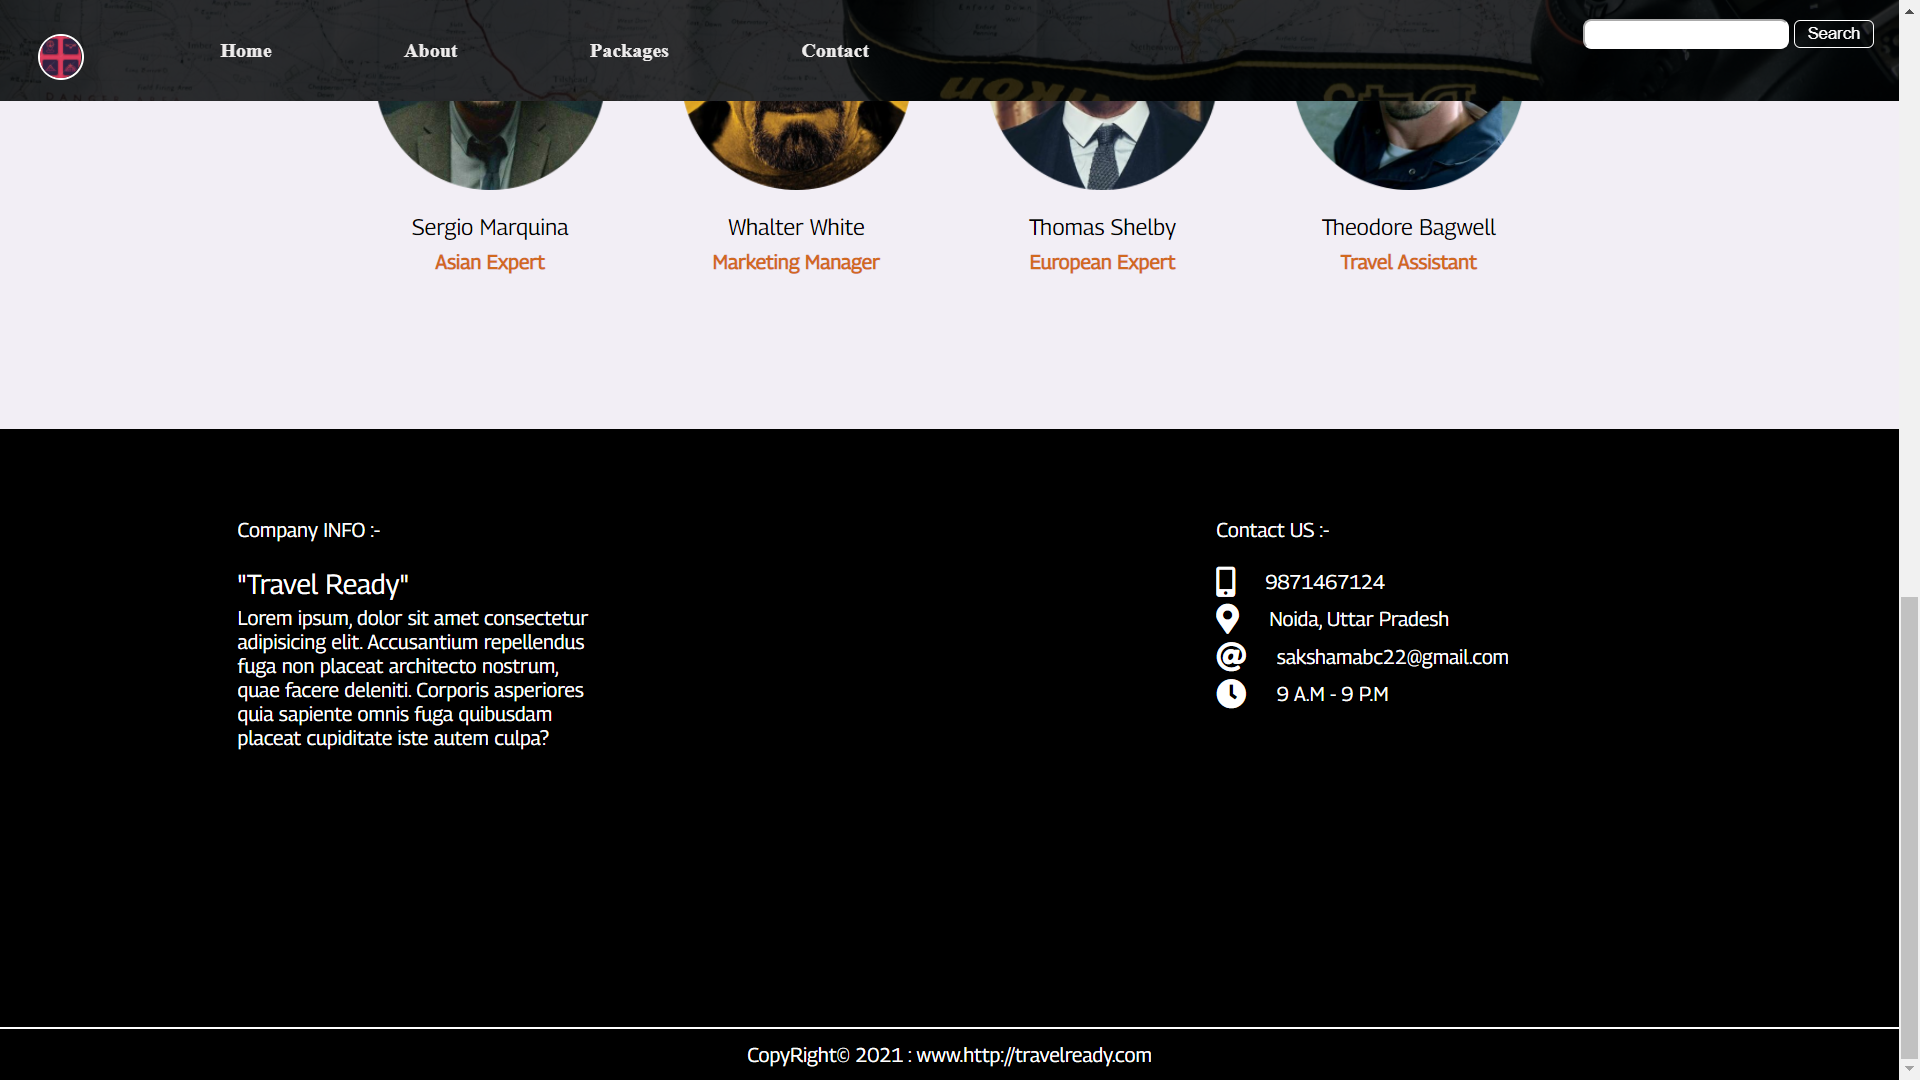 Home About Packages Contact Search
Sergio Marquina Whalter White Thomas Shelby Theodore Bagwell
Asian Expert Marketing Manager European Expert Travel Assistant
Company INFO :-
"Travel Ready"
Lorem ipsum, dolor sit amet consectetur
adipisicing elit. Accusantium repellendus
fuga non placeat architecto nostrum,
quae facere deleniti. Corporis asperiores
quia sapiente omnis fuga quibusdam
placeat cupiditate iste autem culpa?
Contact US :-
9871467124
Noida, Uttar Pradesh
sakshamabc22@gmail.com
9 A.M - 9 P.M
CopyRight© 2021 : www.http://travelready.com